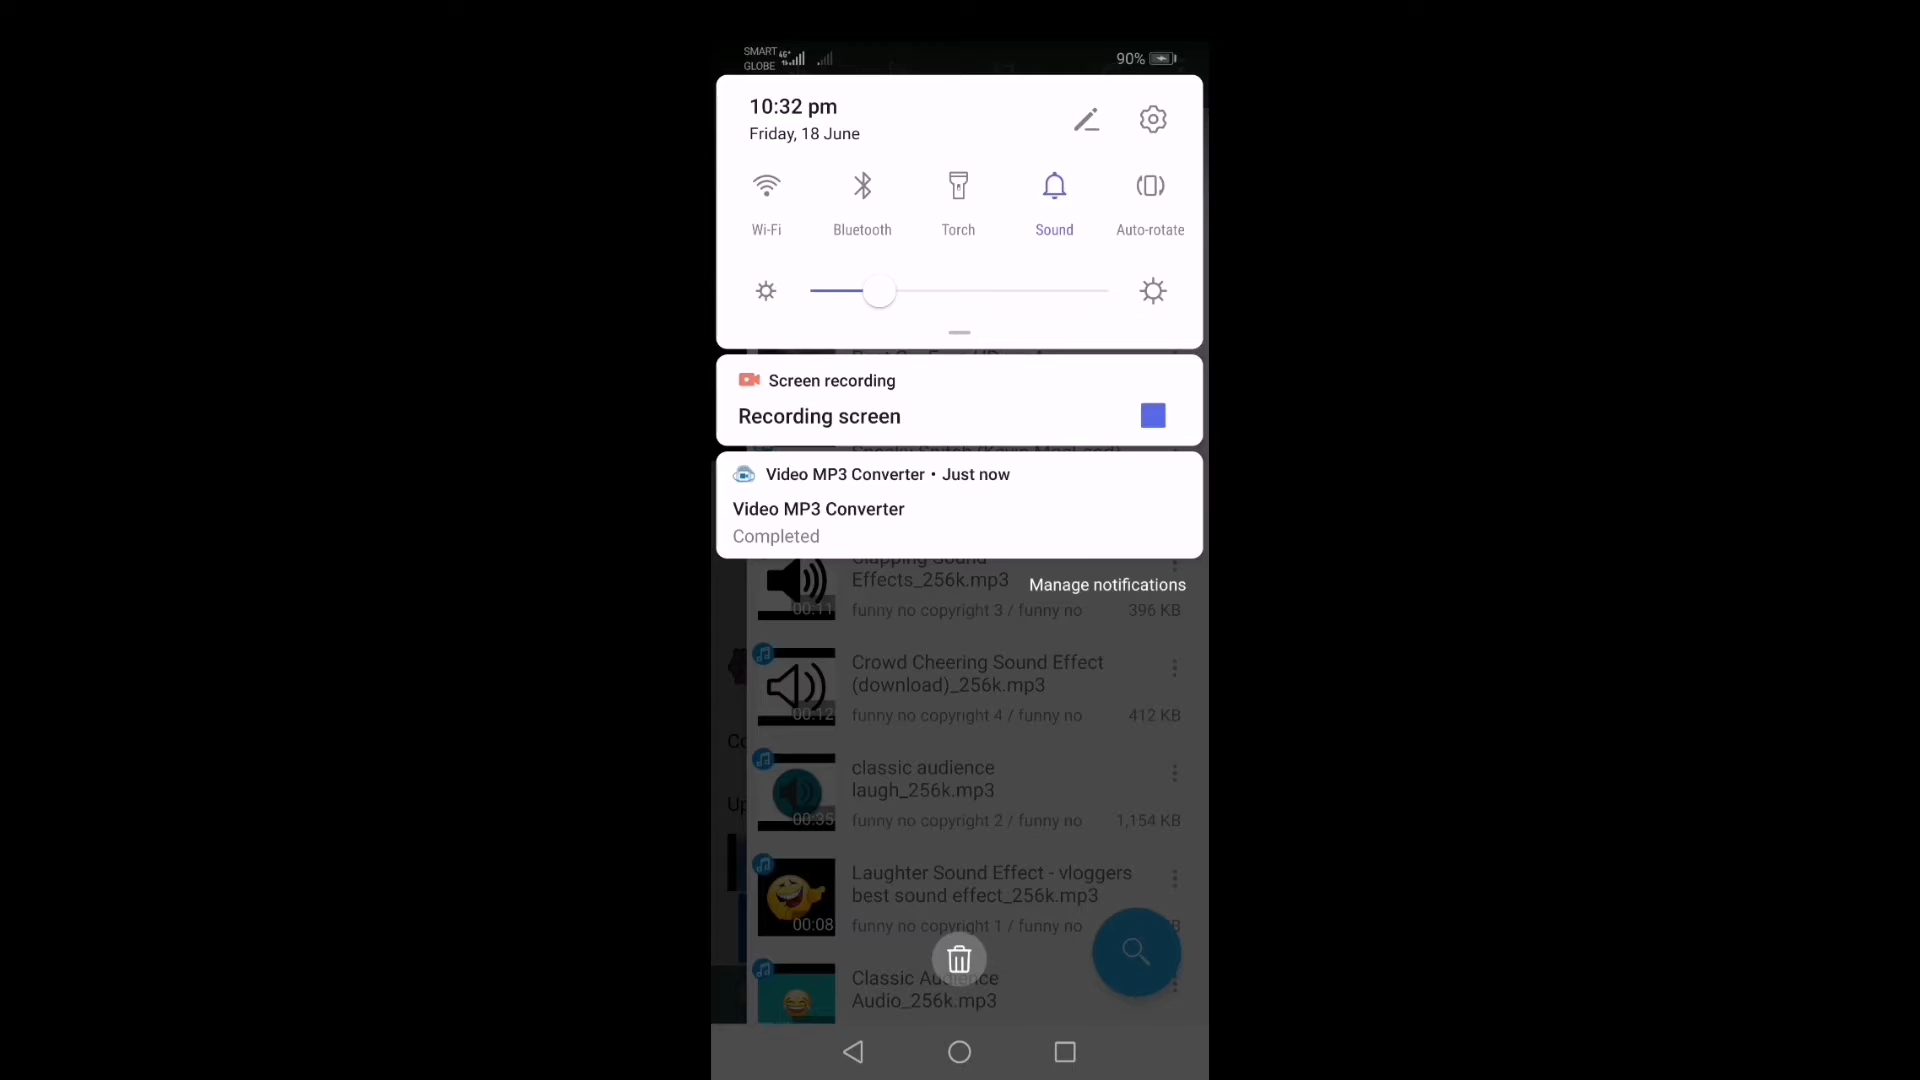 SMART 4G+
GLOBE
90%
10:32 pm
Friday, 18 June
Wi-Fi
Bluetooth
Torch
Sound
Auto-rotate
Screen recording
Recording screen
Video MP3 Converter • Just now
Video MP3 Converter
Completed
Clapping Sound
Effects_256k.mp3
Manage notifications
00:11
funny no copyright 3 / funny no
396 KB
Crowd Cheering Sound Effect
(download)_256k.mp3
00:12
funny no copyright 4 / funny no
412 KB
classic audience
laugh_256k.mp3
00:35
funny no copyright 2 / funny no
1,154 KB
Laughter Sound Effect - vloggers
best sound effect_256k.mp3
00:08
funny no copyright 1 / funny no
Classic Audience
Audio_256k.mp3